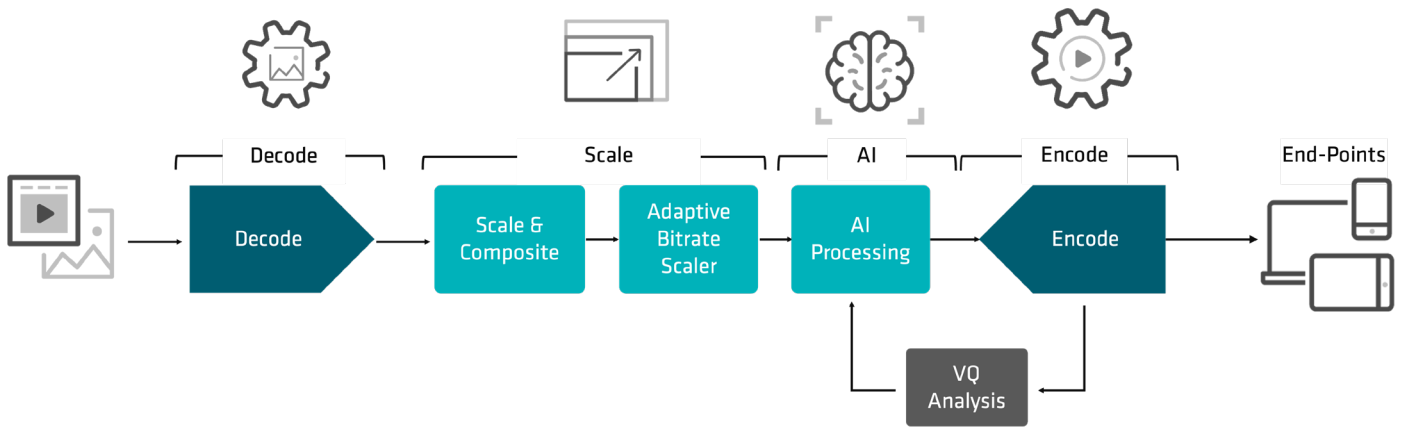 Decode
Scale
AI
Encode
End-Points
Decode
Scale &
Composite
Adaptive
Bitrate
Scaler
AI
Processing
Encode
VQ
Analysis